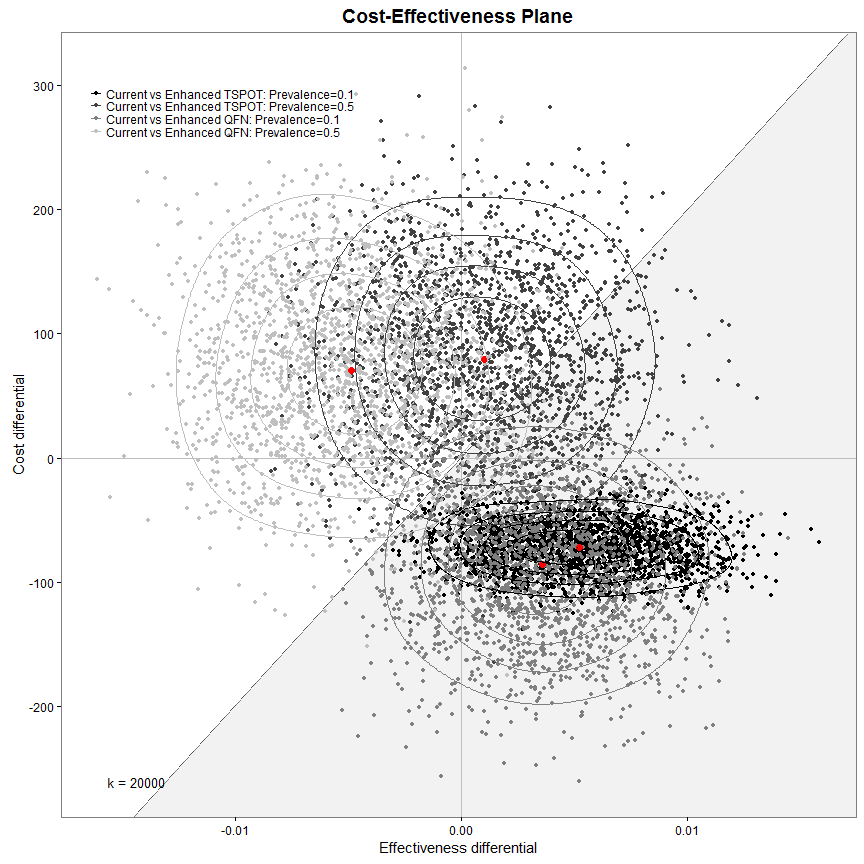 Cost-Effectiveness Plane
Current vs Enhanced TSPOT: Prevalence=0.1
Current vs Enhanced TSPOT: Prevalence=0.5
Current vs Enhanced QFN: Prevalence=0.1
Current vs Enhanced QFN: Prevalence=0.5
300
200
100
0
-100
-200
Cost differential
k = 20000
-0.01
0.00
0.01
Effectiveness differential